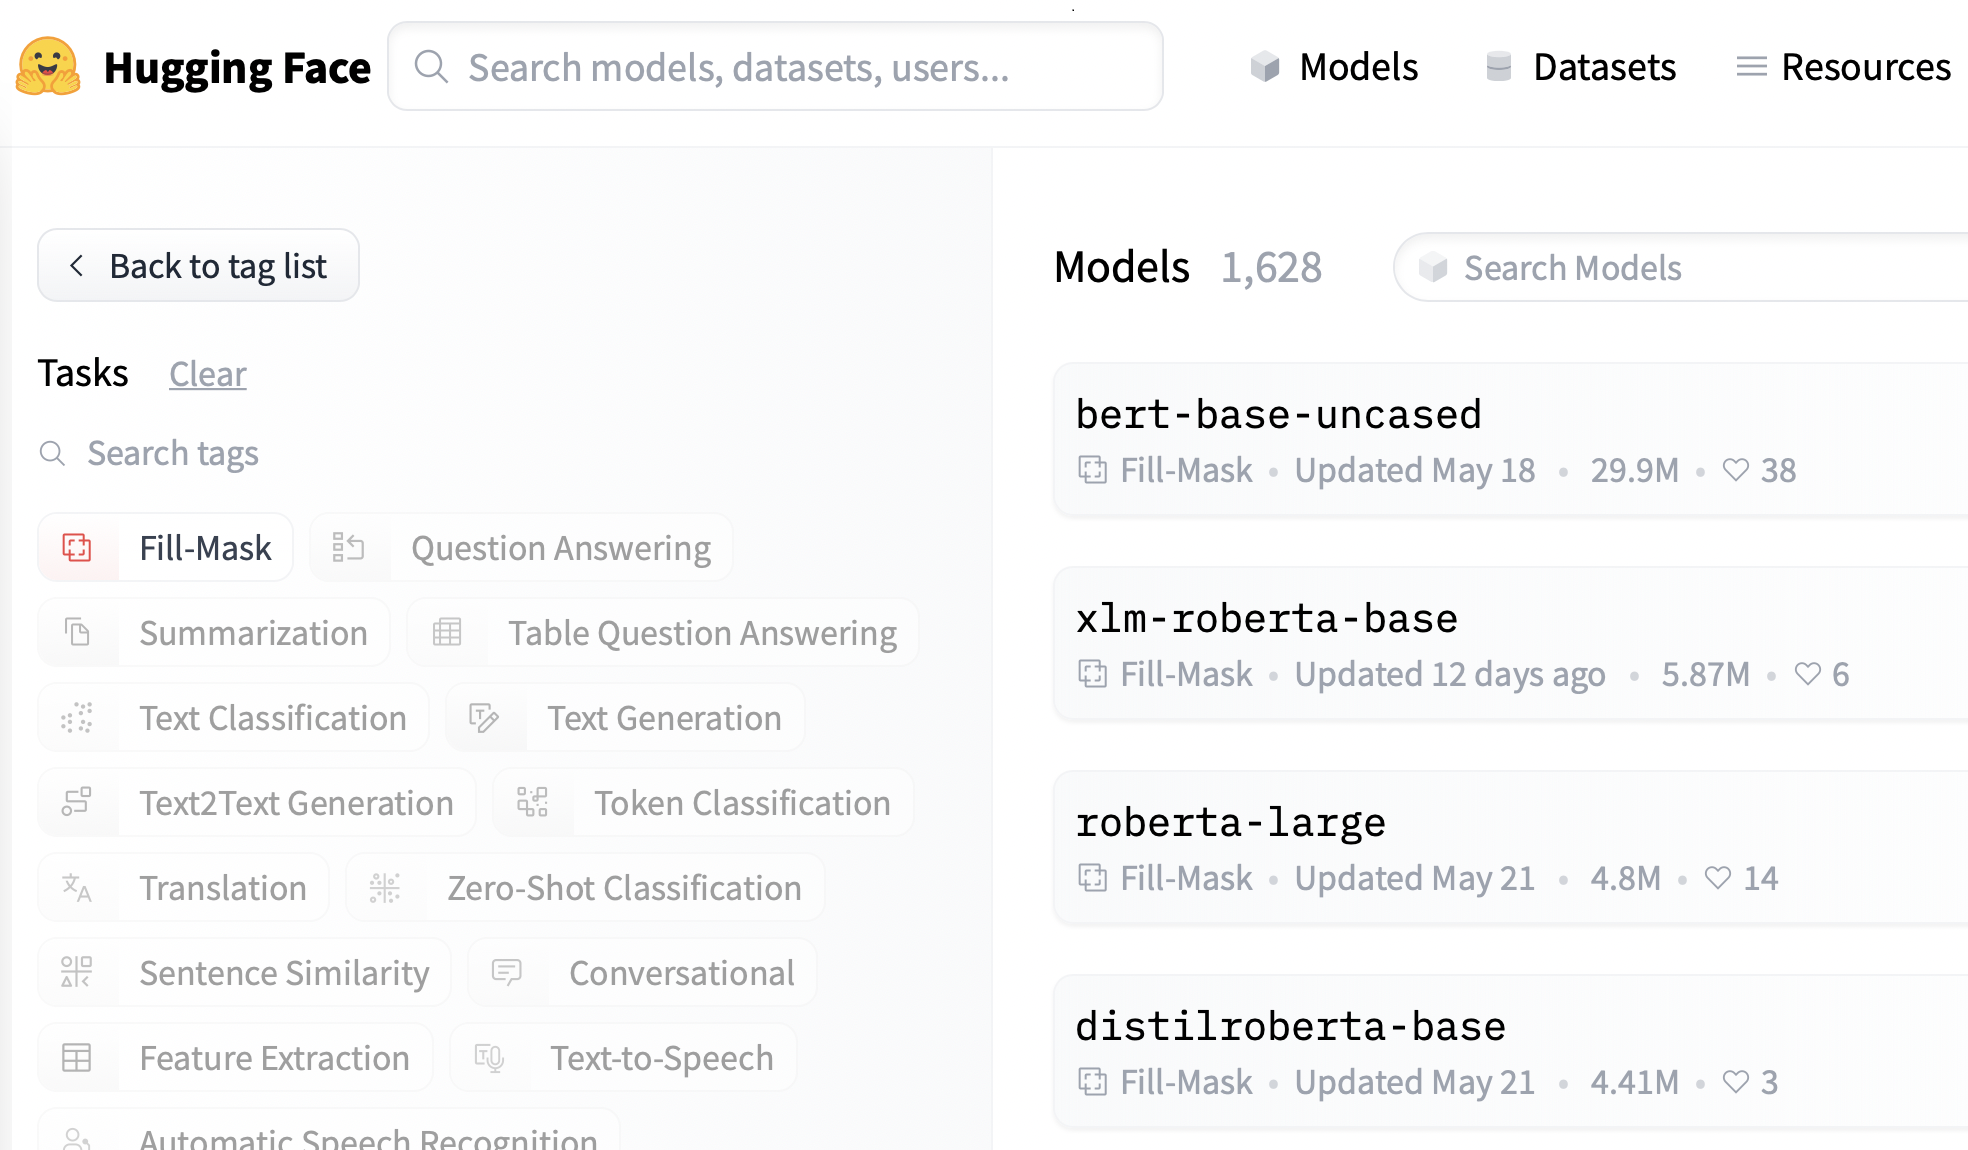 Hugging Face
Search models, datasets, users...
Models
Datasets
Resources
Back to tag list
Tasks Clear
Search tags
Fill-Mask
Question Answering
Summarization
Table Question Answering
Text Classification
Text Generation
Text2Text Generation
Token Classification
Translation
Zero-Shot Classification
Sentence Similarity
Conversational
Feature Extraction
Text-to-Speech
Automatic Speech Recognition
Models 1,628
Search Models
bert-base-uncased
Fill-Mask • Updated May 18 • 29.9M • 38
xlm-roberta-base
Fill-Mask • Updated 12 days ago • 5.87M • 6
roberta-large
Fill-Mask • Updated May 21 • 4.8M • 14
distilroberta-base
Fill-Mask • Updated May 21 • 4.41M • 3